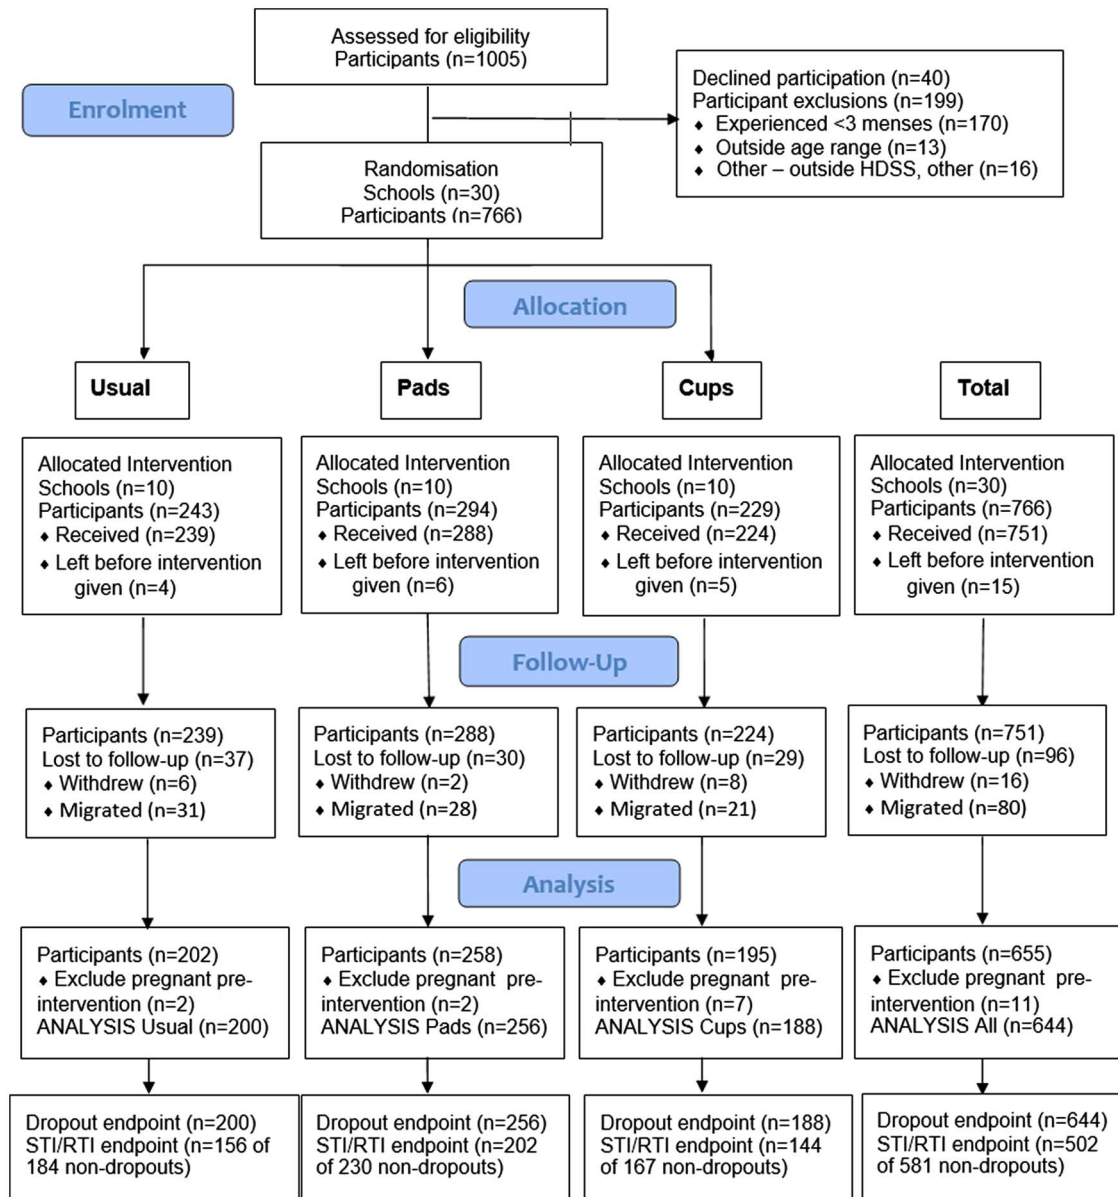 Assessed for eligibility
Participants (n=1005)
Enrolment
Declined participation (n=40)
Participant exclusions (n=199)
♦ Experienced <3 menses (n=170)
♦ Outside age range (n=13)
♦ Other – outside HDSS, other (n=16)
Randomisation
Schools (n=30)
Participants (n=766)
Allocation
Usual
Pads
Cups
Total
Allocated Intervention
Schools (n=10)
Participants (n=243)
♦ Received (n=239)
♦ Left before intervention
given (n=4)
Allocated Intervention
Schools (n=10)
Participants (n=294)
♦ Received (n=288)
♦ Left before intervention
given (n=6)
Allocated Intervention
Schools (n=10)
Participants (n=229)
♦ Received (n=224)
♦ Left before intervention
given (n=5)
Allocated Intervention
Schools (n=30)
Participants (n=766)
♦ Received (n=751)
♦ Left before intervention
given (n=15)
Follow-Up
Participants (n=239)
Lost to follow-up (n=37)
♦ Withdrew (n=6)
♦ Migrated (n=31)
Participants (n=288)
Lost to follow-up (n=30)
♦ Withdrew (n=2)
♦ Migrated (n=28)
Participants (n=224)
Lost to follow-up (n=29)
♦ Withdrew (n=8)
♦ Migrated (n=21)
Participants (n=751)
Lost to follow-up (n=96)
♦ Withdrew (n=16)
♦ Migrated (n=80)
Analysis
Participants (n=202)
♦ Exclude pregnant pre-
intervention (n=2)
ANALYSIS Usual (n=200)
Participants (n=258)
♦ Exclude pregnant pre-
intervention (n=2)
ANALYSIS Pads (n=256)
Participants (n=195)
♦ Exclude pregnant pre-
intervention (n=7)
ANALYSIS Cups (n=188)
Participants (n=655)
♦ Exclude pregnant pre-
intervention (n=11)
ANALYSIS All (n=644)
Dropout endpoint (n=200)
STI/RTI endpoint (n=156 of
184 non-dropouts)
Dropout endpoint (n=256)
STI/RTI endpoint (n=202
of 230 non-dropouts)
Dropout endpoint (n=188)
STI/RTI endpoint (n=144
of 167 non-dropouts)
Dropout endpoint (n=644)
STI/RTI endpoint (n=502
of 581 non-dropouts)